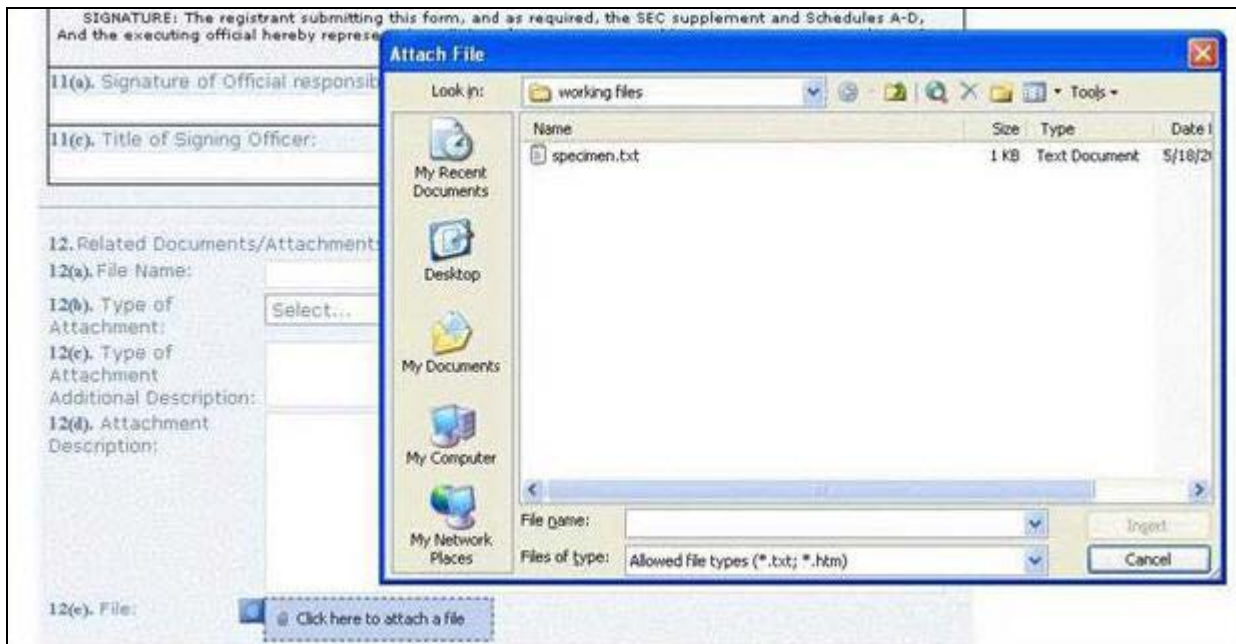 SIGNATURE: The registrant submitting this form, and as required, the SEC supplement and Schedules A-D,
And the executing official hereby represe
11(a). Signature of Official responsib
11(c). Title of Signing Officer:
12. Related Documents/Attachments
12(a). File Name:
12(b). Type of
Attachment:
Select...
12(c). Type of
Attachment
Additional Description:
12(d). Attachment
Description:
12(e). File:
Click here to attach a file
Attach File
Look in:
working files
Tools
My Recent
Documents
Desktop
My Documents
My Computer
My Network
Places
Name
Size
Type
Date
specimen.txt
1 KB
Text Document
5/18/2
File name:
Insert
Files of type:
Allowed file types (*.txt; *.htm)
Cancel